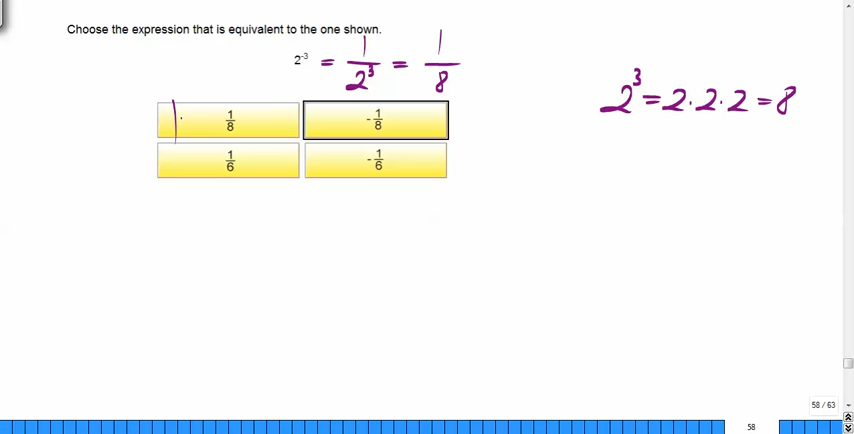 Choose the expression that is equivalent to the one shown.
2⁻³ = 1/2³ = 1/8
2³ = 2·2·2 = 8
1/8 -1/8
1/6 -1/6
58 / 63
58